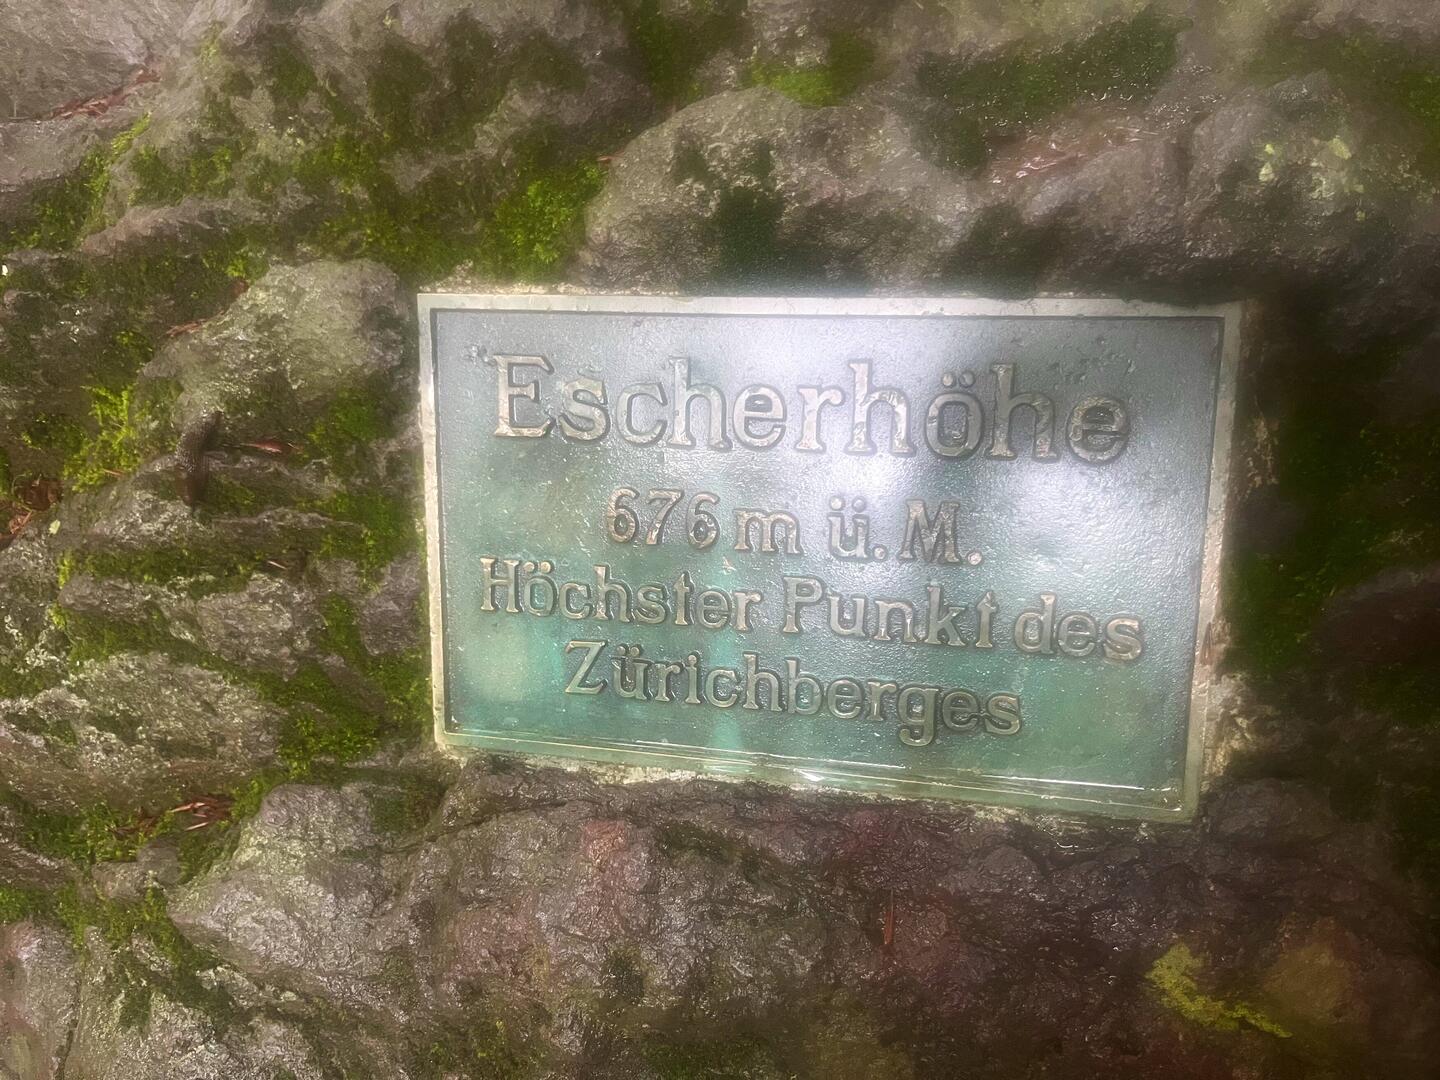 Escherhöhe
676 m ü. M.
Höchster Punkt des
Zürichberges